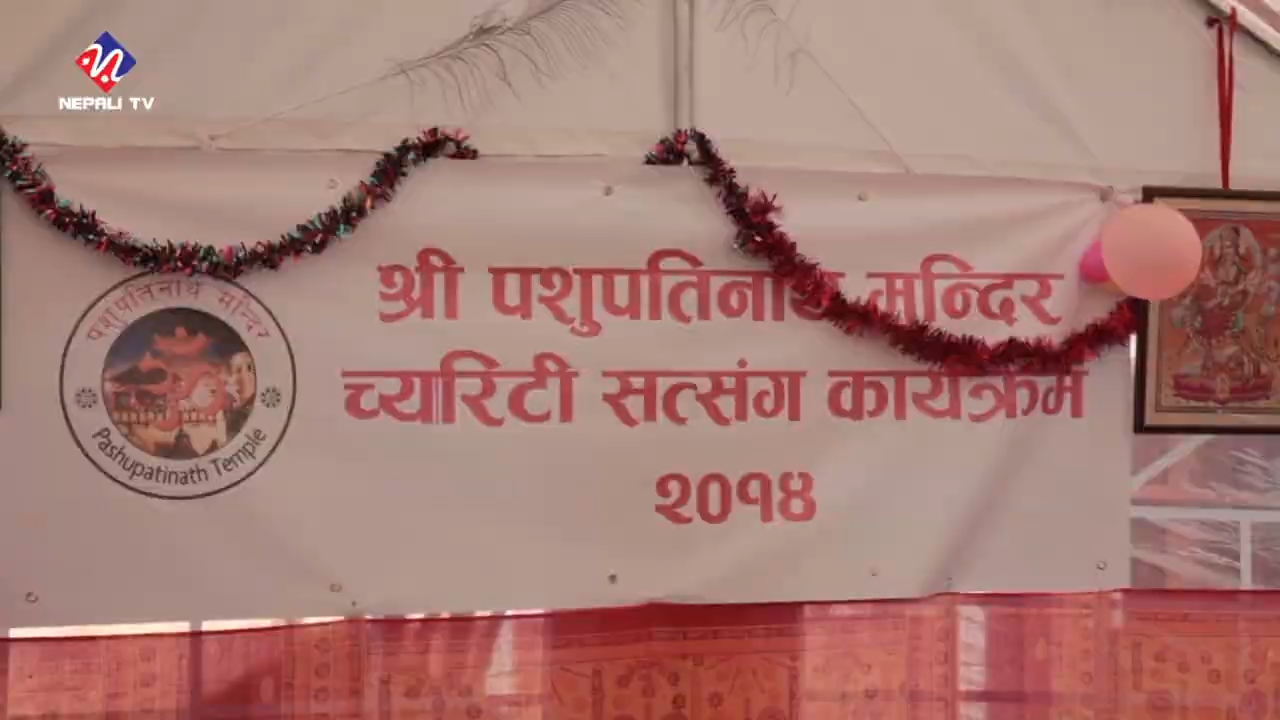 NEPALI TV
श्री पशुपतिनाथ मन्दिर
च्यारिटी सत्संग कार्यक्रम
२०१४
पशुपतिनाथ मन्दिर
Pashupatinath Temple